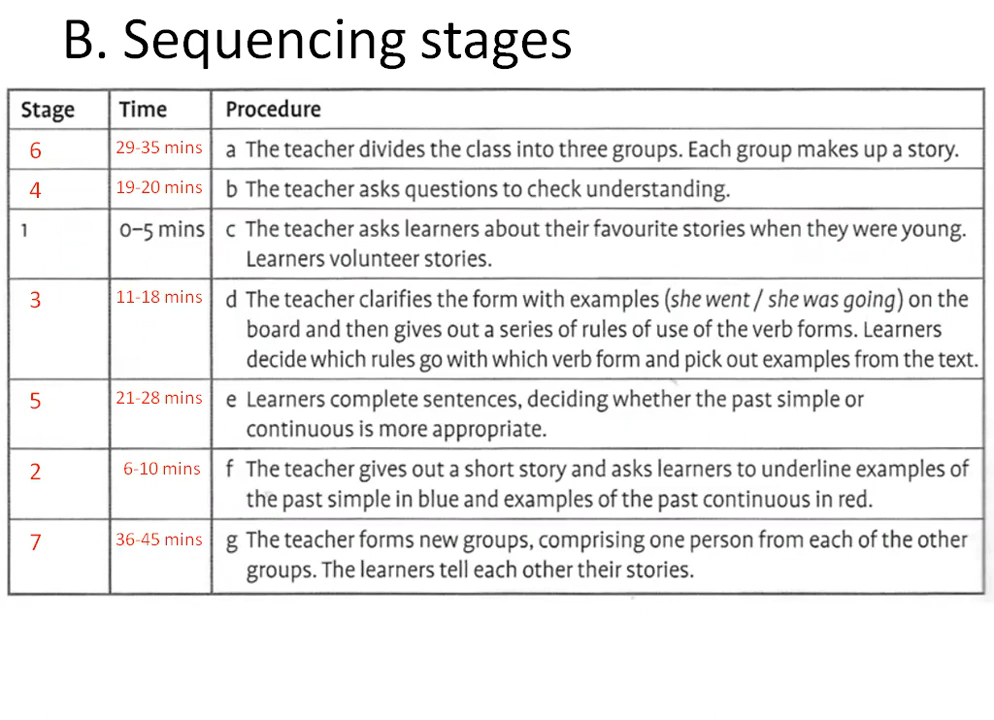 B. Sequencing stages
Stage Time Procedure
6 29-35 mins a The teacher divides the class into three groups. Each group makes up a story.
4 19-20 mins b The teacher asks questions to check understanding.
1 0–5 mins c The teacher asks learners about their favourite stories when they were young.
Learners volunteer stories.
3 11-18 mins d The teacher clarifies the form with examples (she went / she was going) on the
board and then gives out a series of rules of use of the verb forms. Learners
decide which rules go with which verb form and pick out examples from the text.
5 21-28 mins e Learners complete sentences, deciding whether the past simple or
continuous is more appropriate.
2 6-10 mins f The teacher gives out a short story and asks learners to underline examples of
the past simple in blue and examples of the past continuous in red.
7 36-45 mins g The teacher forms new groups, comprising one person from each of the other
groups. The learners tell each other their stories.